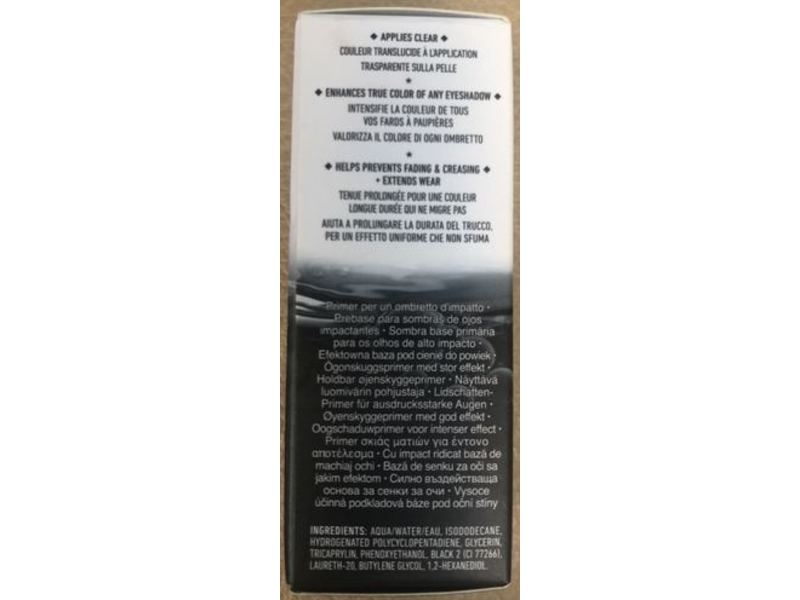 ◆ APPLIES CLEAR ◆
COULEUR TRANSLUCIDE À L'APPLICATION
TRASPARENTE SULLA PELLE
★
◆ ENHANCES TRUE COLOR OF ANY EYESHADOW ◆
INTENSIFIE LA COULEUR DE TOUS
VOS FARDS À PAUPIÈRES
VALORIZZA IL COLORE DI OGNI OMBRETTO
★
◆ HELPS PREVENTS FADING & CREASING ◆
+ EXTENDS WEAR
TENUE PROLONGÉE POUR UNE COULEUR
LONGUE DURÉE QUI NE MIGRE PAS
AIUTA A PROLUNGARE LA DURATA DEL TRUCCO,
PER UN EFFETTO UNIFORME CHE NON SFUMA
Primer per un ombretto d'impatto •
Prebase para sombras de ojos
impactantes • Sombra base primária
para os olhos de alto impacto •
Efektowna baza pod cienie do powiek •
Ögonskuggsprimer med stor effekt •
Holdbar øjenskyggeprimer • Näyttävä
luomivärin pohjustaja • Lidschatten-
Primer für ausdrucksstarke Augen •
Øyenskyggeprimer med god effekt •
Oogschaduwprimer voor intenser effect •
Primer σκιάς ματιών για έντονο
αποτέλεσμα • Cu impact ridicat bază de
machiaj ochi • Bază de senku za oči sa
jakim efektom • Силно въздействаща
основа за сенки за очи • Vysoce
účinná podkladová báze pod oční stíny
INGREDIENTS: AQUA/WATER/EAU, ISODODECANE,
HYDROGENATED POLYCYCLOPENTADIENE, GLYCERIN,
TRICAPRYLIN, PHENOXYETHANOL, BLACK 2 (CI 77266),
LAURETH-20, BUTYLENE GLYCOL, 1,2-HEXANEDIOL.